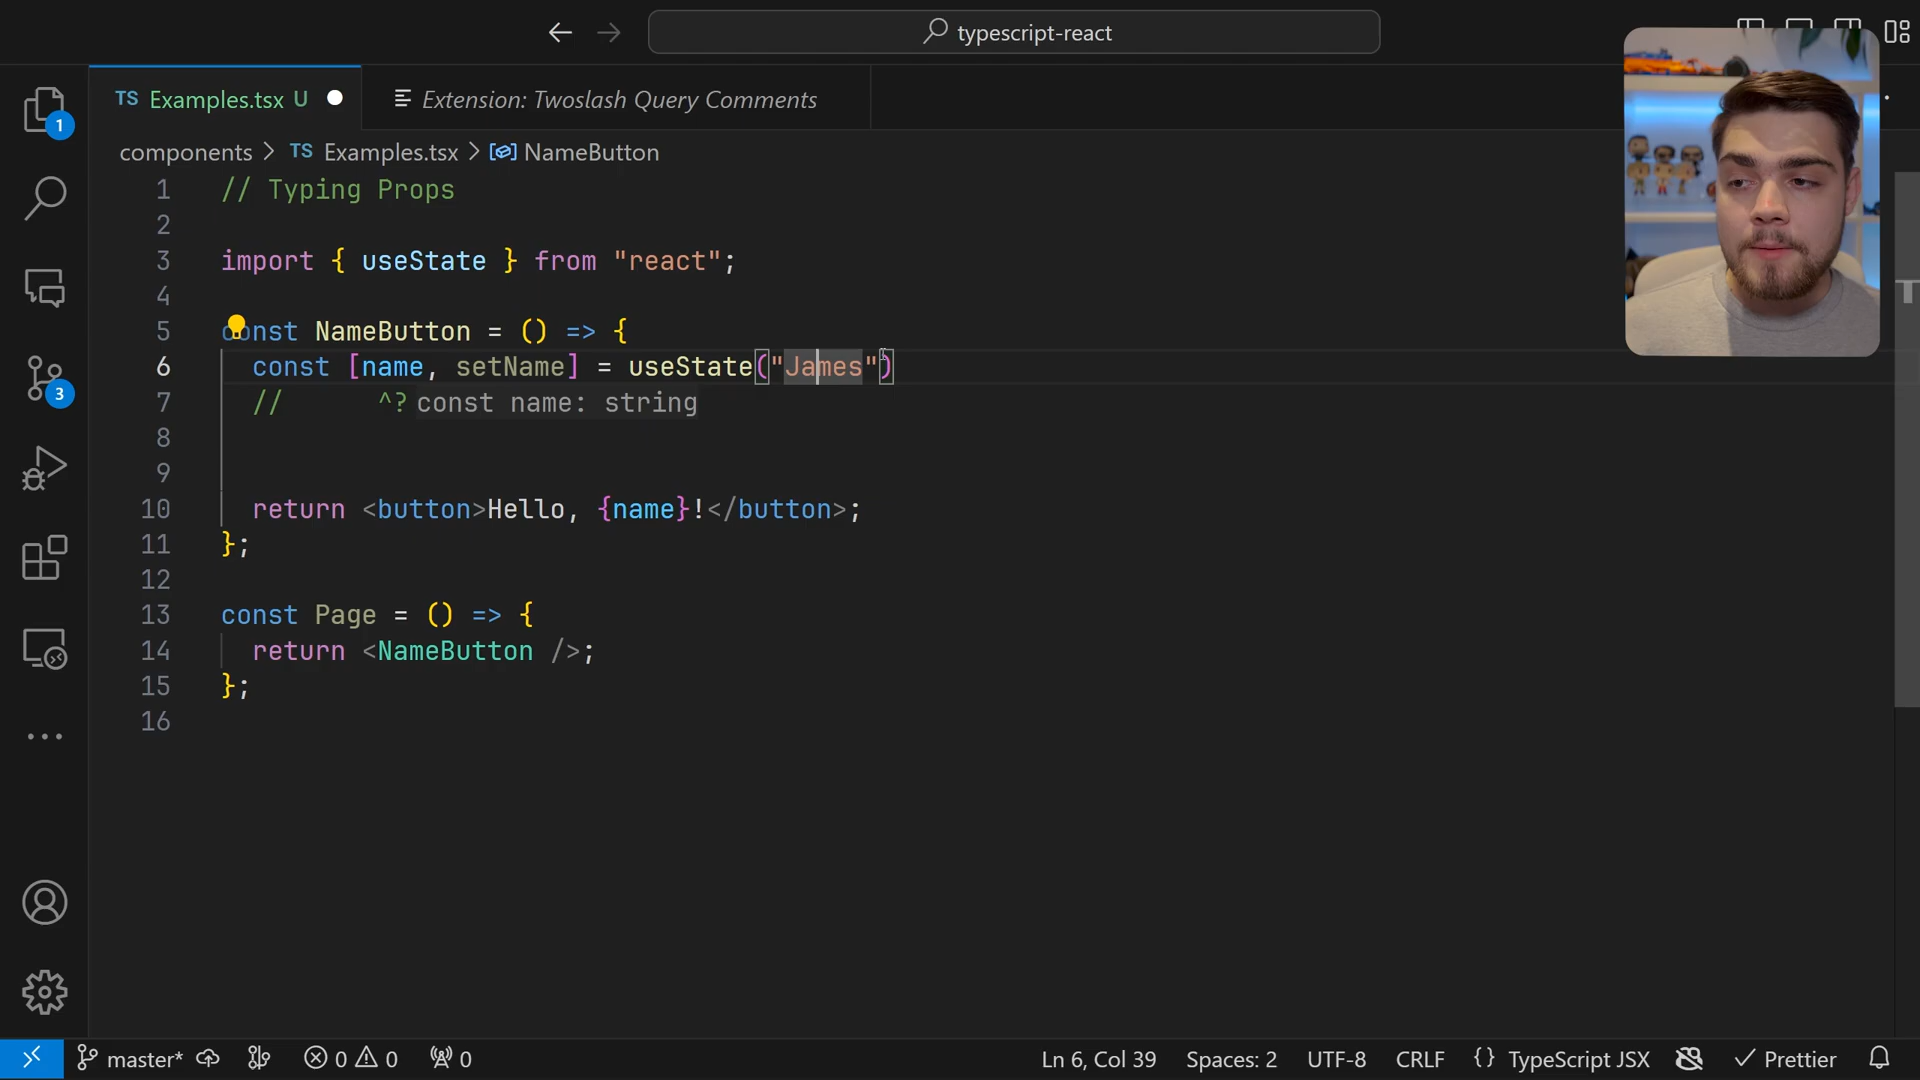 typescript-react
TS Examples.tsx U
Extension: Twoslash Query Comments
components > TS Examples.tsx > NameButton
1 // Typing Props
2
3 import { useState } from "react";
4
5 const NameButton = () => {
6 const [name, setName] = useState("James")
7 // ^? const name: string
8
9
10 return <button>Hello, {name}!</button>;
11 };
12
13 const Page = () => {
14 return <NameButton />;
15 };
16
1
3
master* 0 0 0 Ln 6, Col 39 Spaces: 2 UTF-8 CRLF {} TypeScript JSX Prettier